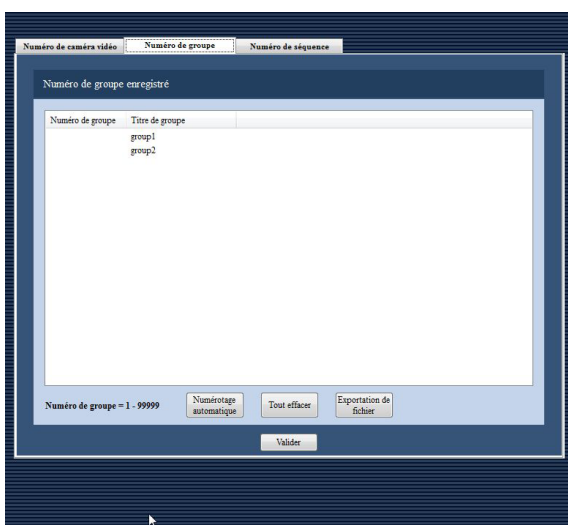 Numéro de caméra vidéo Numéro de groupe Numéro de séquence
Numéro de groupe enregistré
Numéro de groupe Titre de groupe
group1
group2
Numéro de groupe = 1 - 99999
Numérotage
automatique
Tout effacer
Exportation de
fichier
Valider